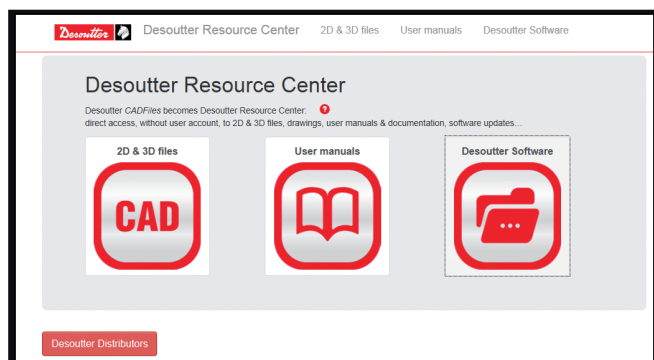 Desoutter Desoutter Resource Center 2D & 3D files User manuals Desoutter Software
Desoutter Resource Center
Desoutter CADFiles becomes Desoutter Resource Center: ?
direct access, without user account, to 2D & 3D files, drawings, user manuals & documentation, software updates...
2D & 3D files
User manuals
Desoutter Software
CAD
Desoutter Distributors